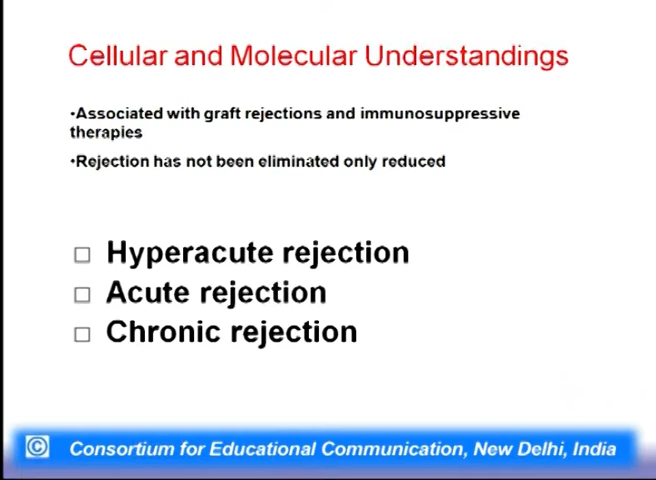 Cellular and Molecular Understandings
•Associated with graft rejections and immunosuppressive
therapies
•Rejection has not been eliminated only reduced
□ Hyperacute rejection
□ Acute rejection
□ Chronic rejection
© Consortium for Educational Communication, New Delhi, India